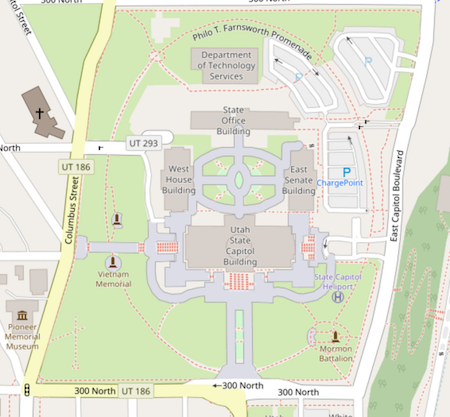 300 North
300 North
Philo T. Farnsworth Promenade
Department
of Technology
Services
State
Office
Building
North
UT 293
UT 186
West
House
Building
East
Senate
Building
P
ChargePoint
Columbus Street
East Capitol Boulevard
Utah
State
Capitol
Building
Vietnam
Memorial
State Capitol
Heliport
H
Pioneer
Memorial
Museum
Mormon
Battalion
300 North
UT 186
300 North
300 North
White